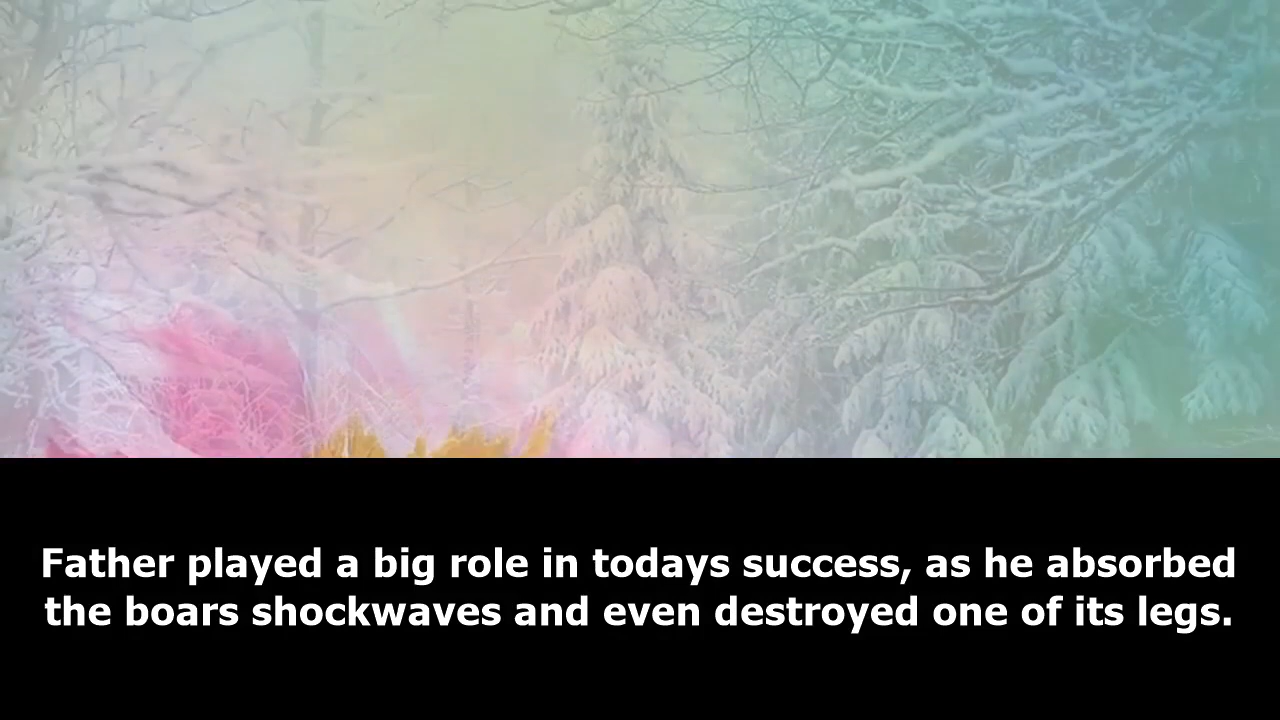 Father played a big role in todays success, as he absorbed
the boars shockwaves and even destroyed one of its legs.